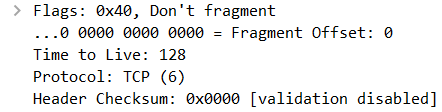 Flags: 0x40, Don't fragment
...0 0000 0000 0000 = Fragment Offset: 0
Time to Live: 128
Protocol: TCP (6)
Header Checksum: 0x0000 [validation disabled]